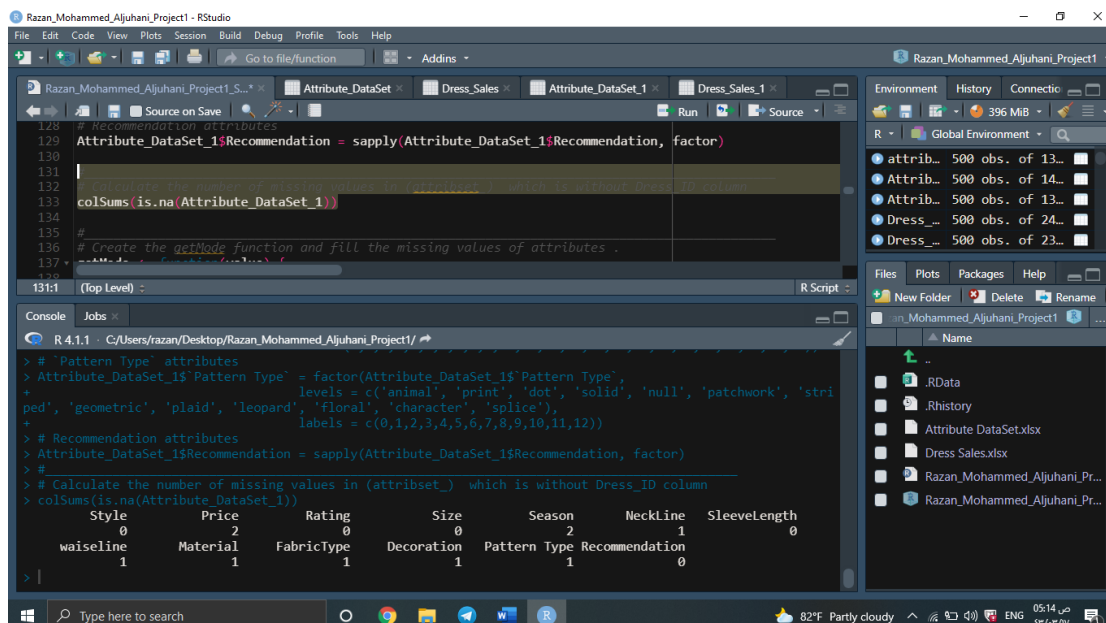 Razan_Mohammed_Aljuhani_Project1 - RStudio
File Edit Code View Plots Session Build Debug Profile Tools Help
Go to file/function Addins
Razan_Mohammed_Aljuhani_Project1
Razan_Mohammed_Aljuhani_Project1_S...* Attribute_DataSet Dress_Sales Attribute_DataSet_1 Dress_Sales_1
Source on Save Run Source
128 # Recommendation attributes
129 Attribute_DataSet_1$Recommendation = sapply(Attribute_DataSet_1$Recommendation, factor)
130
131
132 # Calculate the number of missing values in ( ) which is without Dress_ID column
133 colSums(is.na(Attribute_DataSet_1))
134
135 #
136 # Create the getMode function and fill the missing values of attributes .
137
138
131:1 (Top Level) R Script
Console Jobs
R 4.1.1 · C:/Users/razan/Desktop/Razan_Mohammed_Aljuhani_Project1/
> # `Pattern Type` attributes
> Attribute_DataSet_1$`Pattern Type` = factor(Attribute_DataSet_1$`Pattern Type`,
+ levels = c('animal', 'print', 'dot', 'solid', 'null', 'patchwork', 'stri
ped', 'geometric', 'plaid', 'leopard', 'floral', 'character', 'splice'),
+ labels = c(0,1,2,3,4,5,6,7,8,9,10,11,12))
> # Recommendation attributes
> Attribute_DataSet_1$Recommendation = sapply(Attribute_DataSet_1$Recommendation, factor)
> #
> # Calculate the number of missing values in (attribset_) which is without Dress_ID column
> colSums(is.na(Attribute_DataSet_1))
Style Price Rating Size Season NeckLine SleeveLength
0 2 0 0 2 1 0
waiseline Material FabricType Decoration Pattern Type Recommendation
1 1 1 1 1 0
>
Environment History Connectio
396 MiB
R Global Environment
attrib... 500 obs. of 13...
Attrib... 500 obs. of 14...
Attrib... 500 obs. of 13...
Dress_... 500 obs. of 24...
Dress_... 500 obs. of 23...
Files Plots Packages Help
New Folder Delete Rename
an_Mohammed_Aljuhani_Project1 ...
Name
..
.RData
.Rhistory
Attribute DataSet.xlsx
Dress Sales.xlsx
Razan_Mohammed_Aljuhani_Pr...
Razan_Mohammed_Aljuhani_Pr...
Type here to search
82°F Partly cloudy ENG 05:14 ص